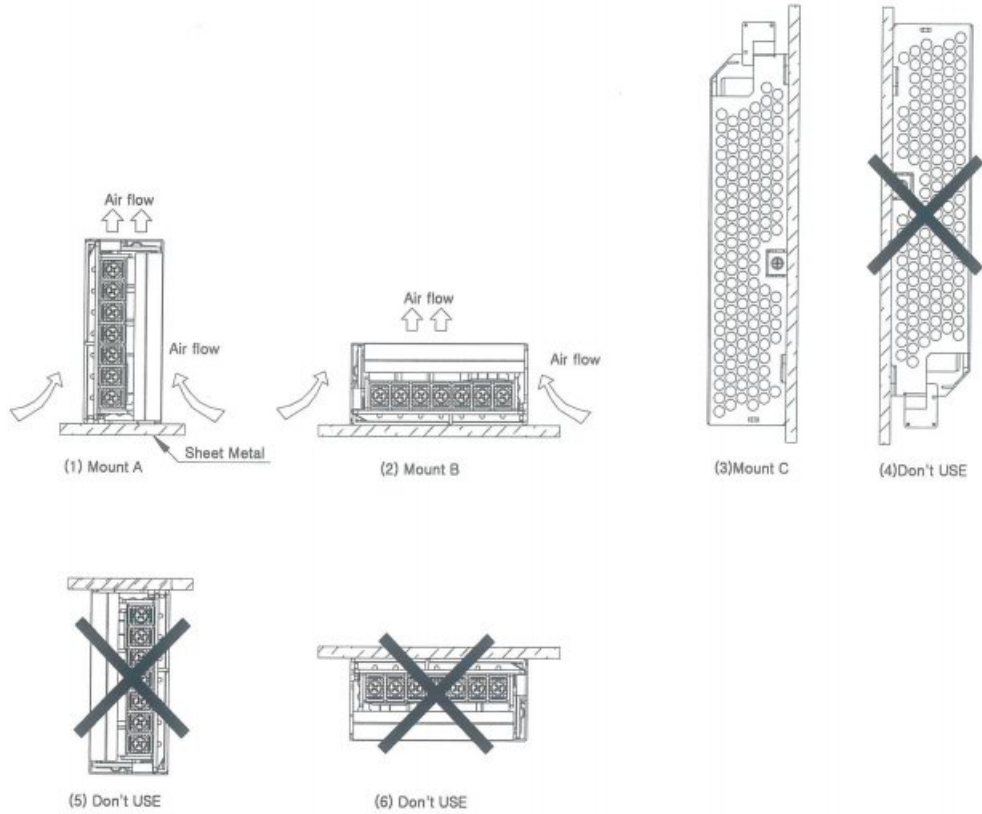 Air flow
Air flow
(1) Mount A
Sheet Metal
Air flow
Air flow
(2) Mount B
(3)Mount C
(4)Don't USE
(5) Don't USE
(6) Don't USE